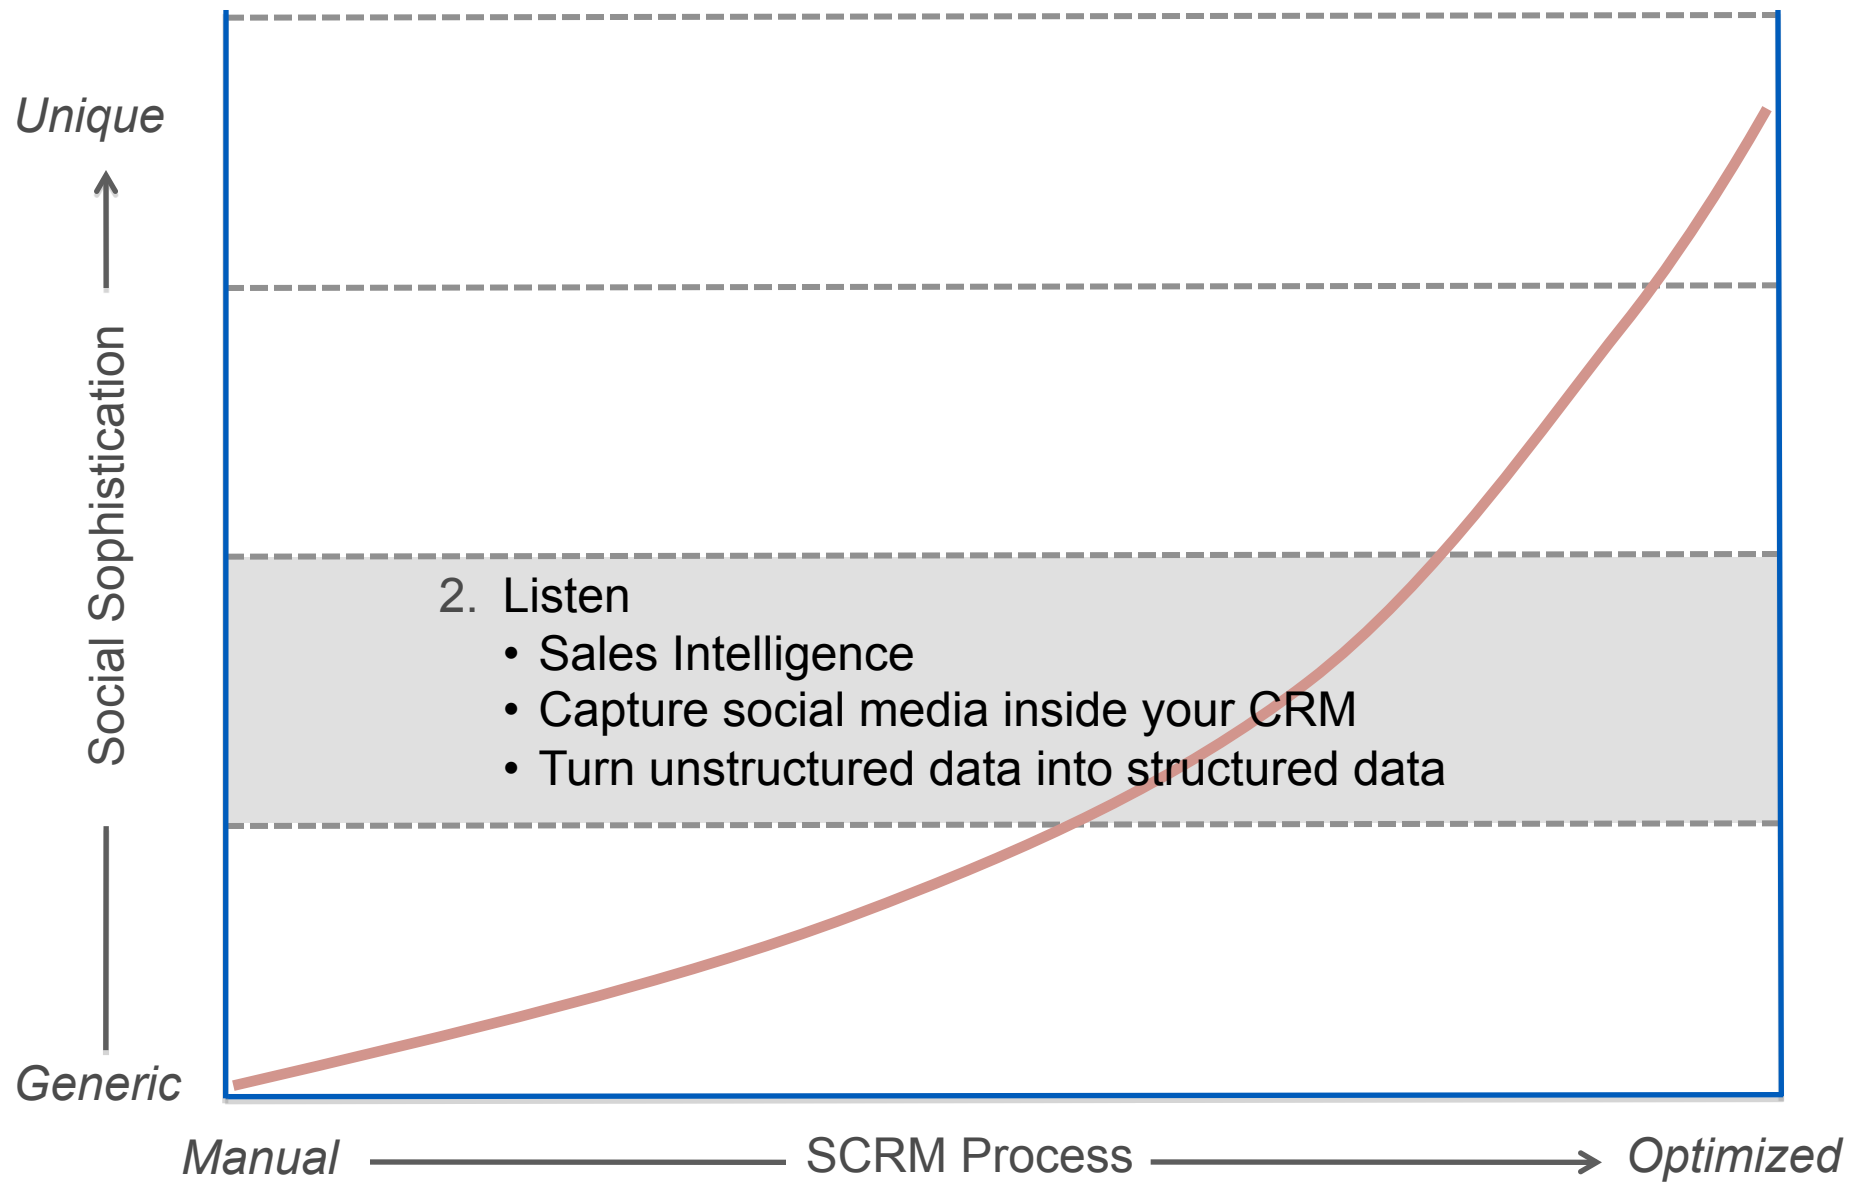 Unique
Social Sophistication
2. Listen
• Sales Intelligence
• Capture social media inside your CRM
• Turn unstructured data into structured data
Generic
Manual SCRM Process Optimized